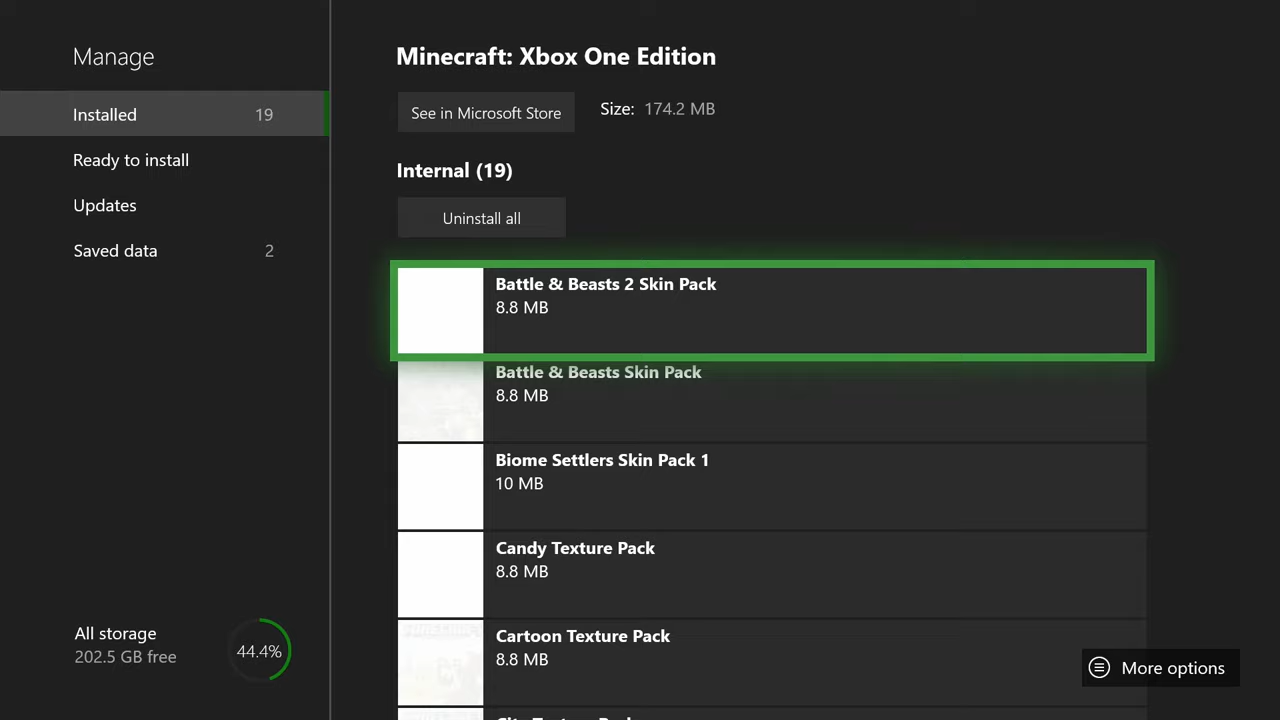 Manage
Installed 19
Ready to install
Updates
Saved data 2
All storage
202.5 GB free
44.4%
Minecraft: Xbox One Edition
See in Microsoft Store
Size: 174.2 MB
Internal (19)
Uninstall all
Battle & Beasts 2 Skin Pack
8.8 MB
Battle & Beasts Skin Pack
8.8 MB
Biome Settlers Skin Pack 1
10 MB
Candy Texture Pack
8.8 MB
Cartoon Texture Pack
8.8 MB
City Texture Pack
More options